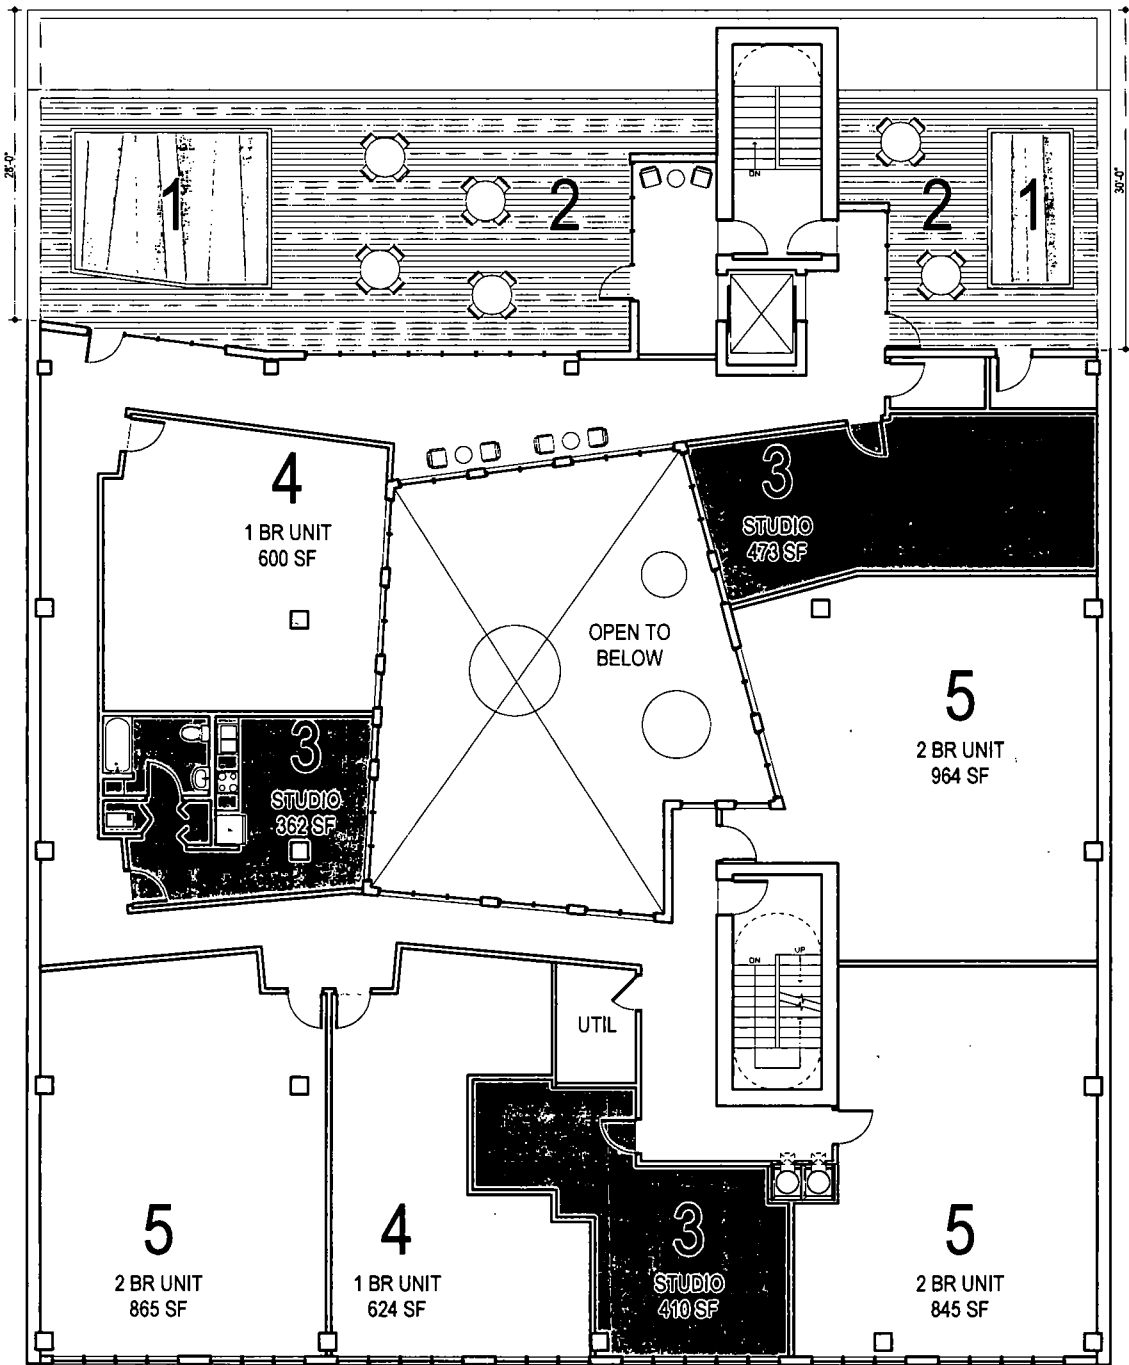 28'-0"
30'-0"
DN
1
2
2
1
4
1 BR UNIT
600 SF
3
STUDIO
473 SF
OPEN TO
BELOW
5
2 BR UNIT
964 SF
3
STUDIO
362 SF
DN
UP
UTIL
5
2 BR UNIT
865 SF
4
1 BR UNIT
624 SF
3
STUDIO
410 SF
5
2 BR UNIT
845 SF